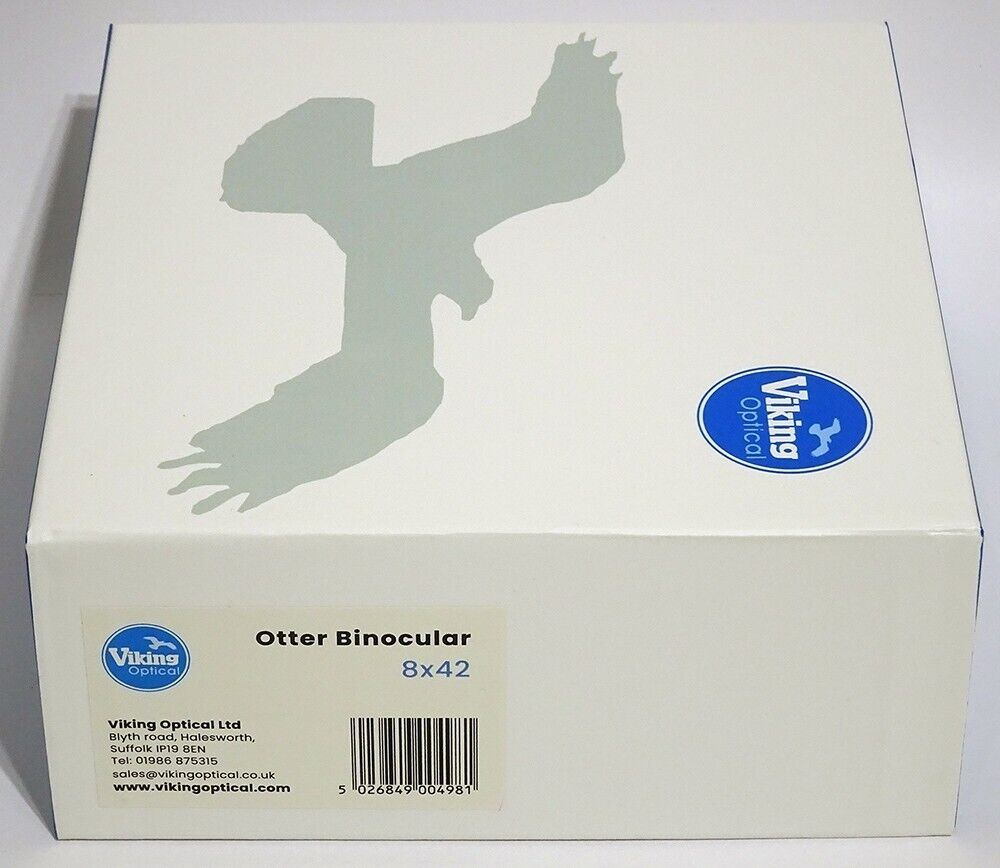 Viking
Optical
Viking
Optical
Otter Binocular
8x42
Viking Optical Ltd
Blyth road, Halesworth,
Suffolk IP19 8EN
Tel: 01986 875315
sales@vikingoptical.co.uk
www.vikingoptical.com
5 026849 004981